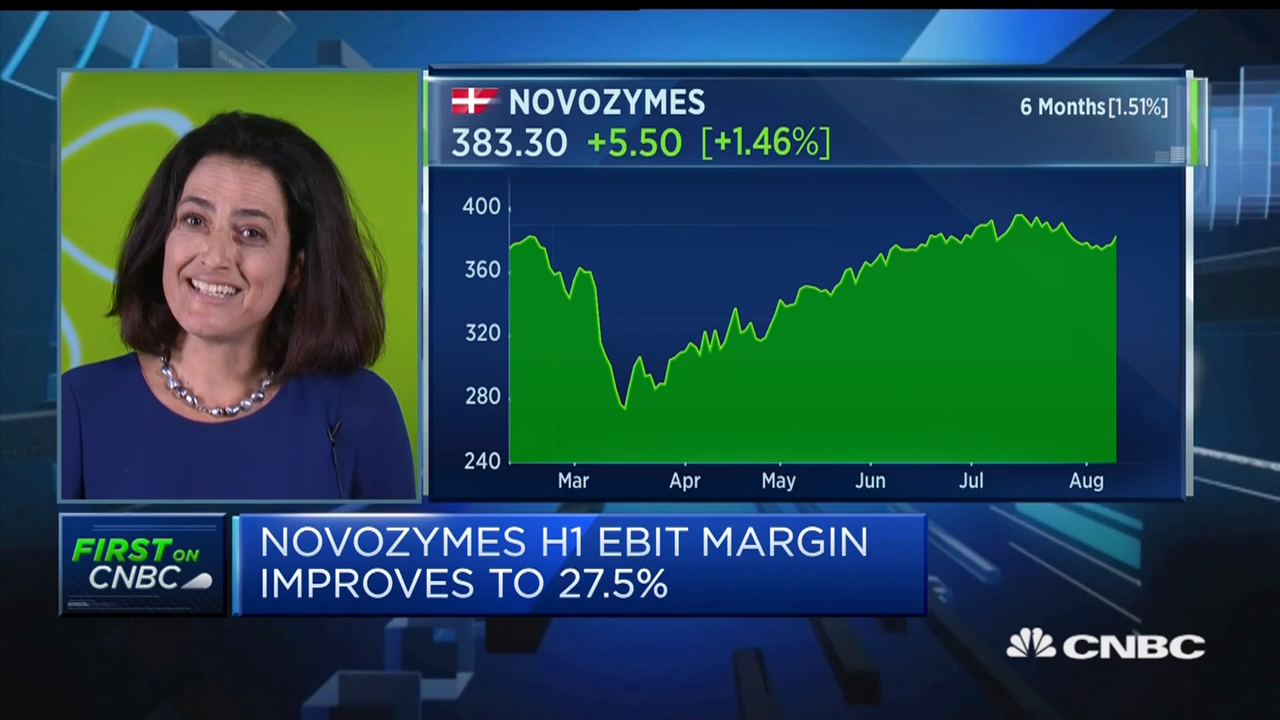 NOVOZYMES
6 Months[1.51%]
383.30 +5.50 [+1.46%]
400
360
320
280
240
Mar Apr May Jun Jul Aug
FIRST ON
CNBC
NOVOZYMES H1 EBIT MARGIN
IMPROVES TO 27.5%
CNBC